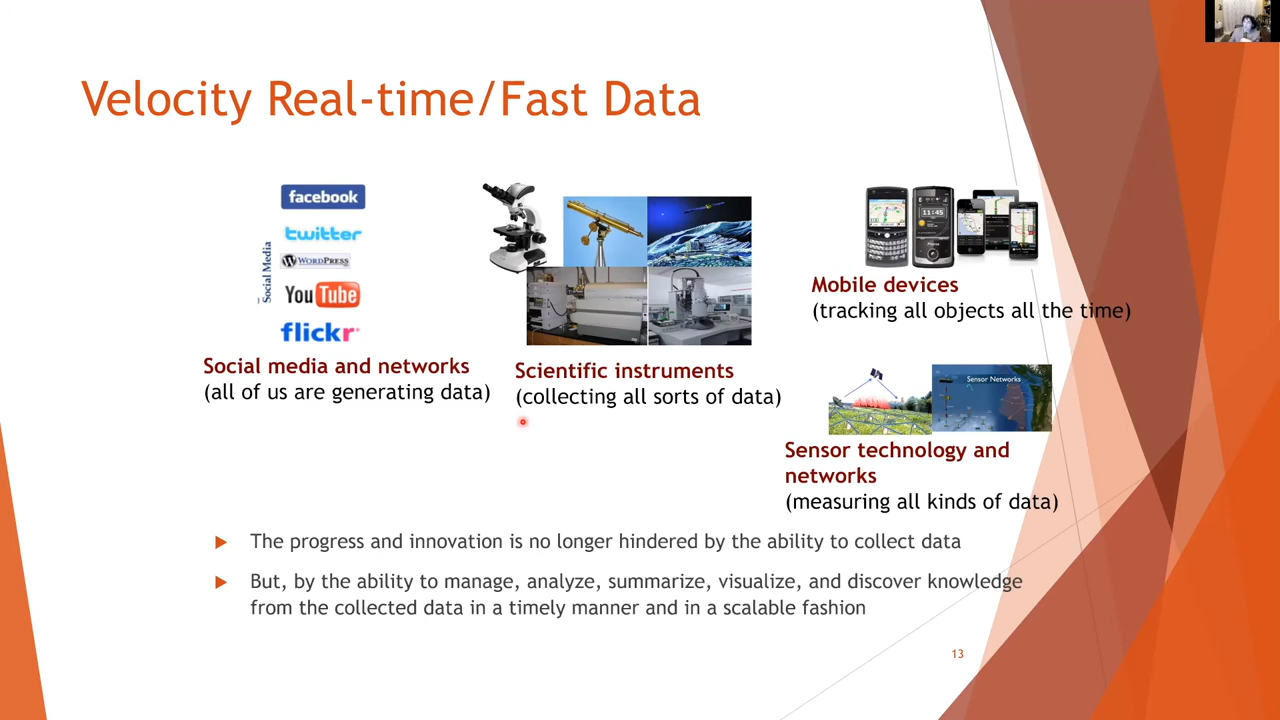 Velocity Real-time/Fast Data
facebook
twitter
WORDPRESS
You Tube
flickr
Social Media
Social media and networks
(all of us are generating data)
Scientific instruments
(collecting all sorts of data)
11:45
Mobile devices
(tracking all objects all the time)
Sensor Networks
Sensor technology and
networks
(measuring all kinds of data)
The progress and innovation is no longer hindered by the ability to collect data
But, by the ability to manage, analyze, summarize, visualize, and discover knowledge
from the collected data in a timely manner and in a scalable fashion
13